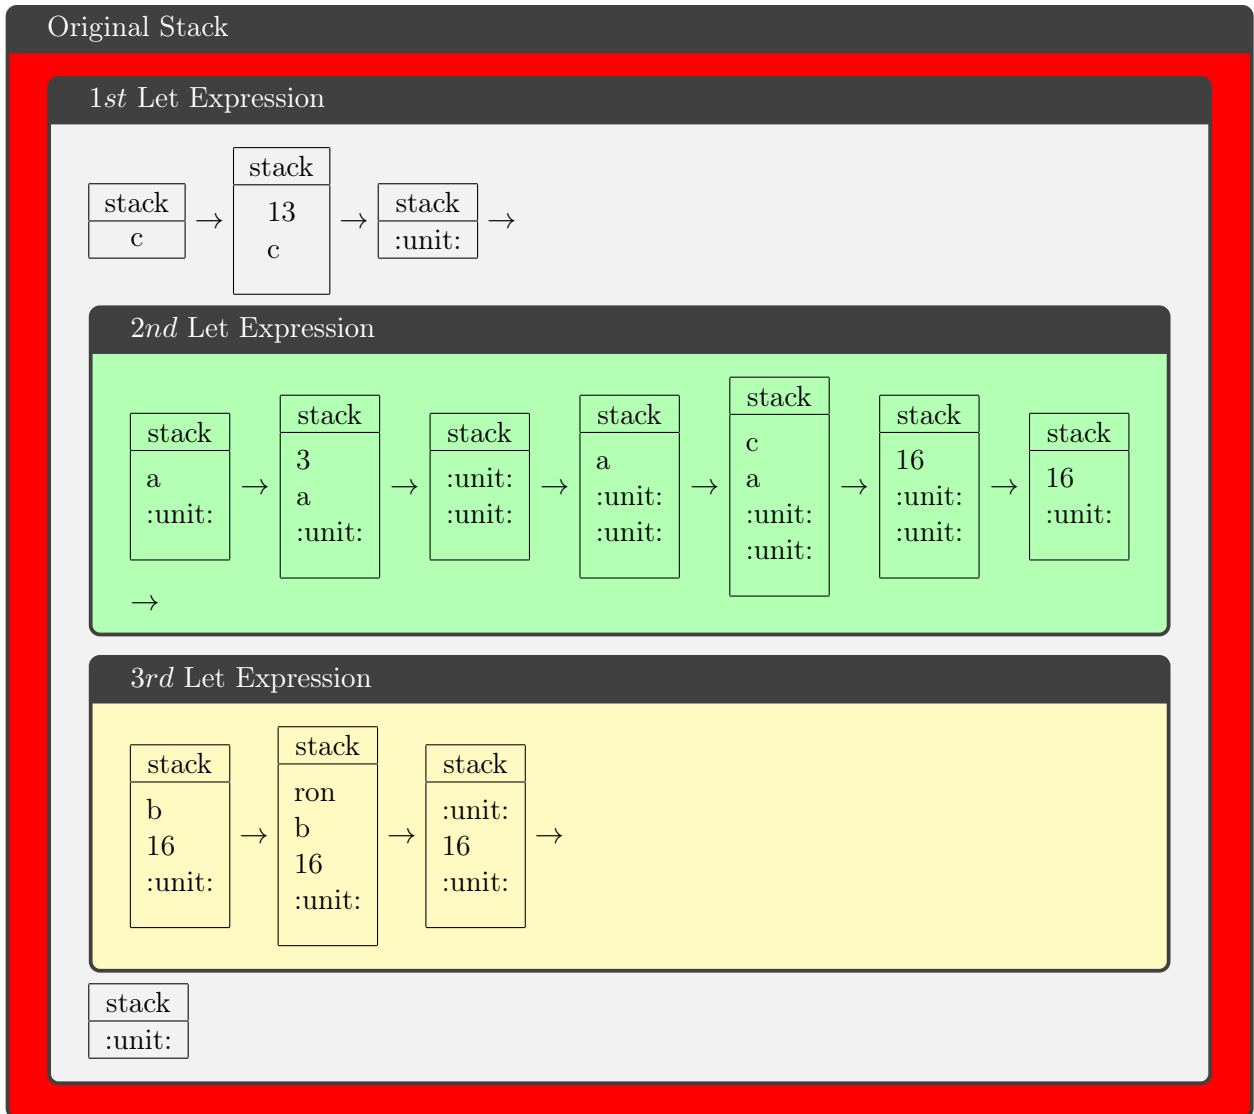 Original Stack
1st Let Expression
stack
c
→
stack
13
c
→
stack
:unit:
→
2nd Let Expression
stack
a
:unit:
→
stack
3
a
:unit:
→
stack
:unit:
:unit:
→
stack
a
:unit:
:unit:
→
stack
c
a
:unit:
:unit:
→
stack
16
:unit:
:unit:
→
stack
16
:unit:
→
3rd Let Expression
stack
b
16
:unit:
→
stack
ron
b
16
:unit:
→
stack
:unit:
16
:unit:
→
stack
:unit: